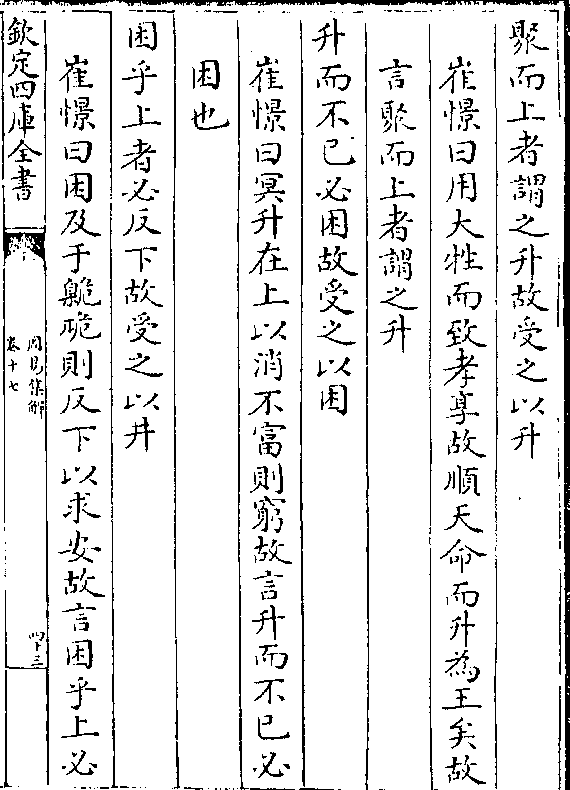 聚而上者謂之升故受之以升
崔憬曰用大牲而致孝享故順天命而升為王矣故
言聚而上者謂之升
升而不已必困故受之以困
崔憬曰冥升在上以消不富則窮故言升而不已必
困也
困乎上者必反下故受之以井
崔憬曰困及于臲卼則反下以求安故言困乎上必
欽定四庫全書
周易集解
卷十七
四十三